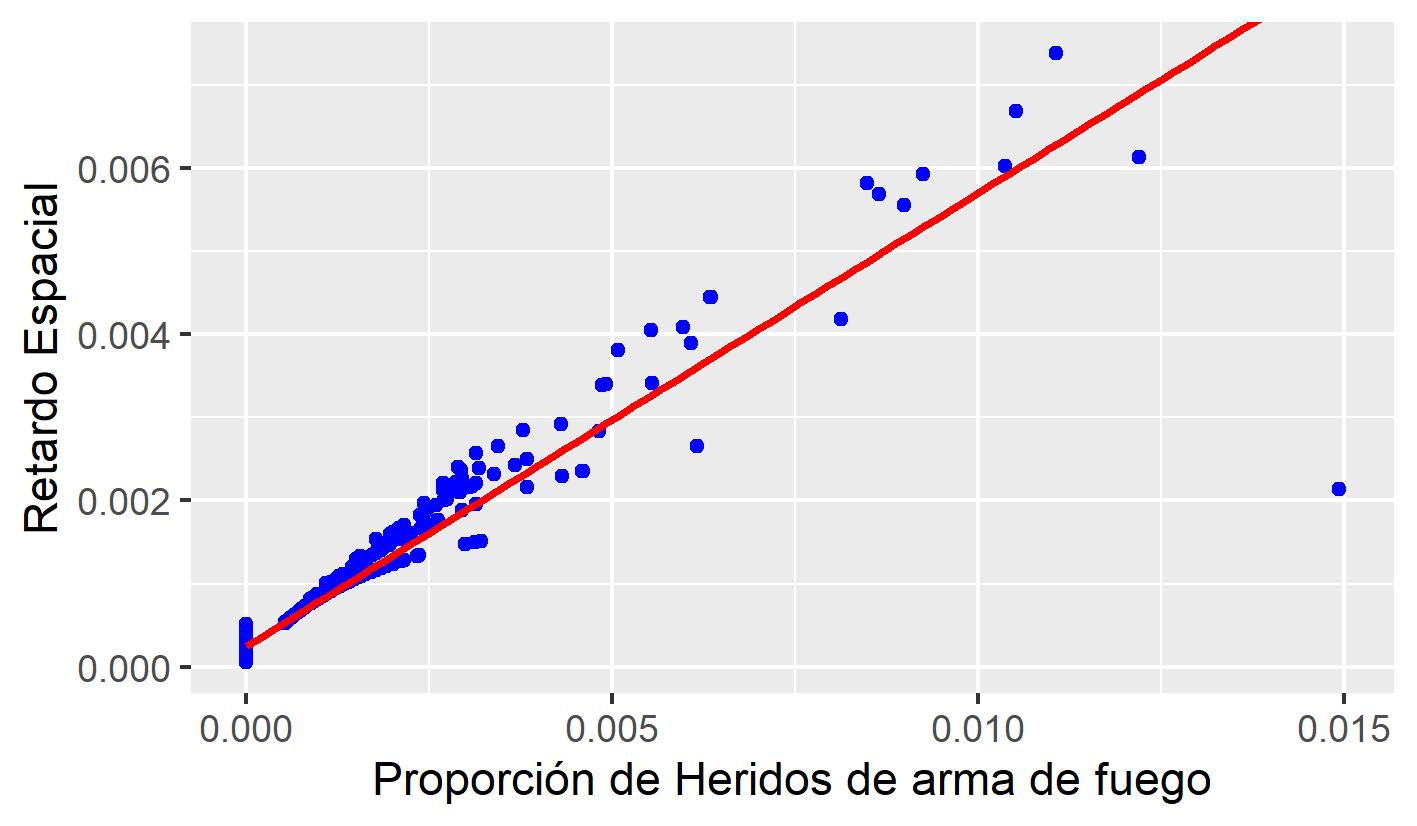 Retardo Espacial
0.006
0.004
0.002
0.000
0.000 0.005 0.010 0.015
Proporción de Heridos de arma de fuego